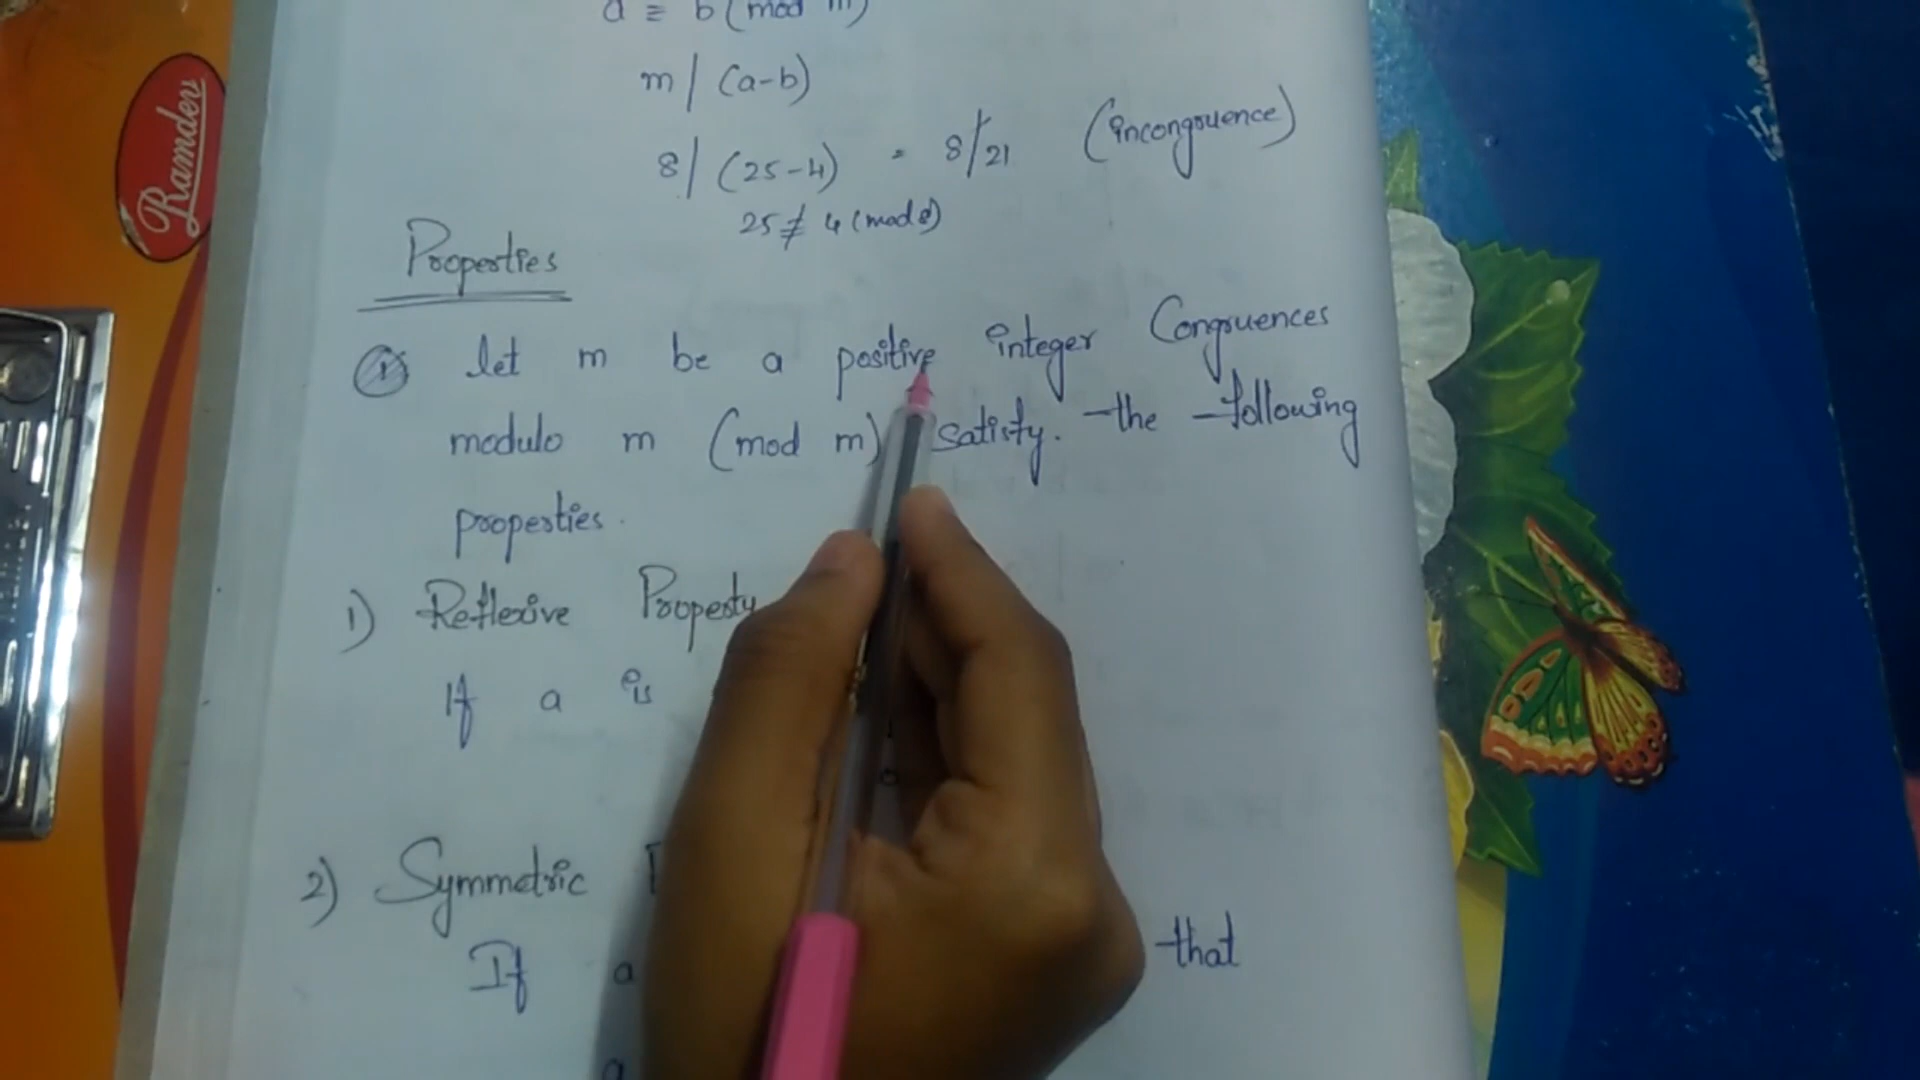 a ≡ b (mod m)
m | (a-b)
8 | (25-4) = 8/21 (incongruence)
25 ≢ 4 (mod 8)
Ramdev
Properties
let m be a positive integer Congruences
modulo m (mod m) satisfy. the following
properties.
1) Reflexive Property
If a is
2) Symmetric
If a that
a